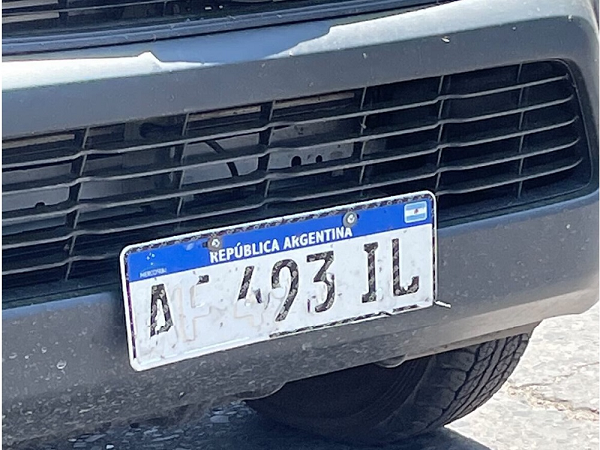 MERCOSUR
REPÚBLICA ARGENTINA
AF 493 IL